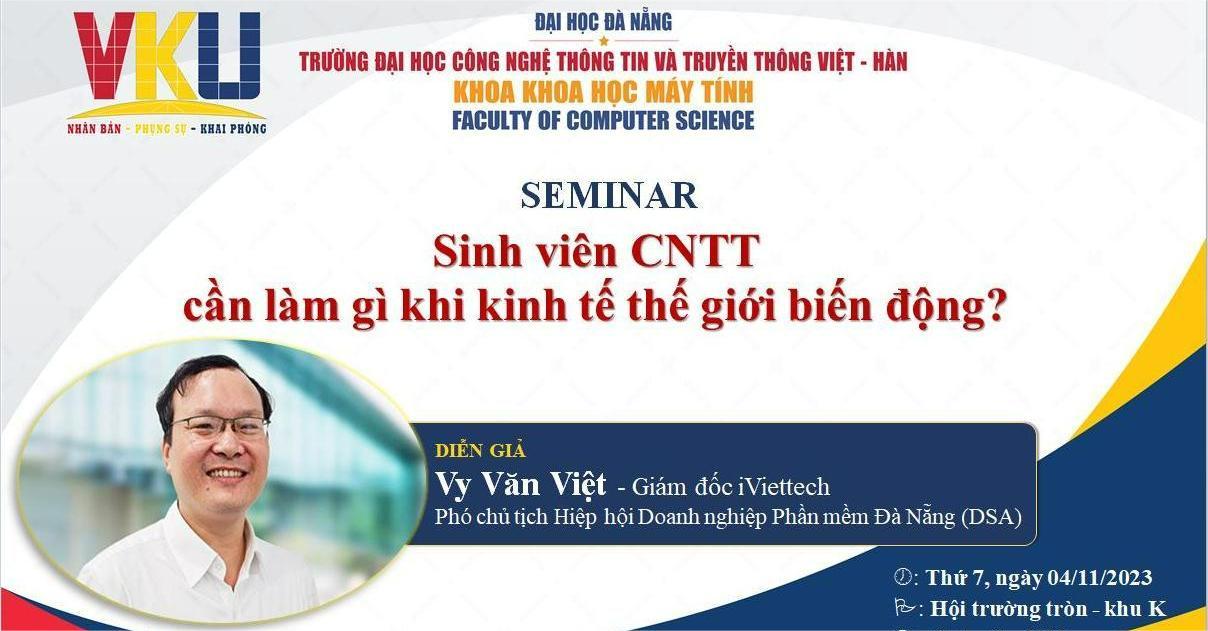 VKU
NHÂN BẢN - PHỤNG SỰ - KHAI PHÓNG
ĐẠI HỌC ĐÀ NẴNG
TRƯỜNG ĐẠI HỌC CÔNG NGHỆ THÔNG TIN VÀ TRUYỀN THÔNG VIỆT - HÀN
KHOA KHOA HỌC MÁY TÍNH
FACULTY OF COMPUTER SCIENCE
SEMINAR
Sinh viên CNTT
cần làm gì khi kinh tế thế giới biến động?
DIỄN GIẢ
Vy Văn Việt - Giám đốc iViettech
Phó chủ tịch Hiệp hội Doanh nghiệp Phần mềm Đà Nẵng (DSA)
: Thứ 7, ngày 04/11/2023
: Hội trường tròn - khu K